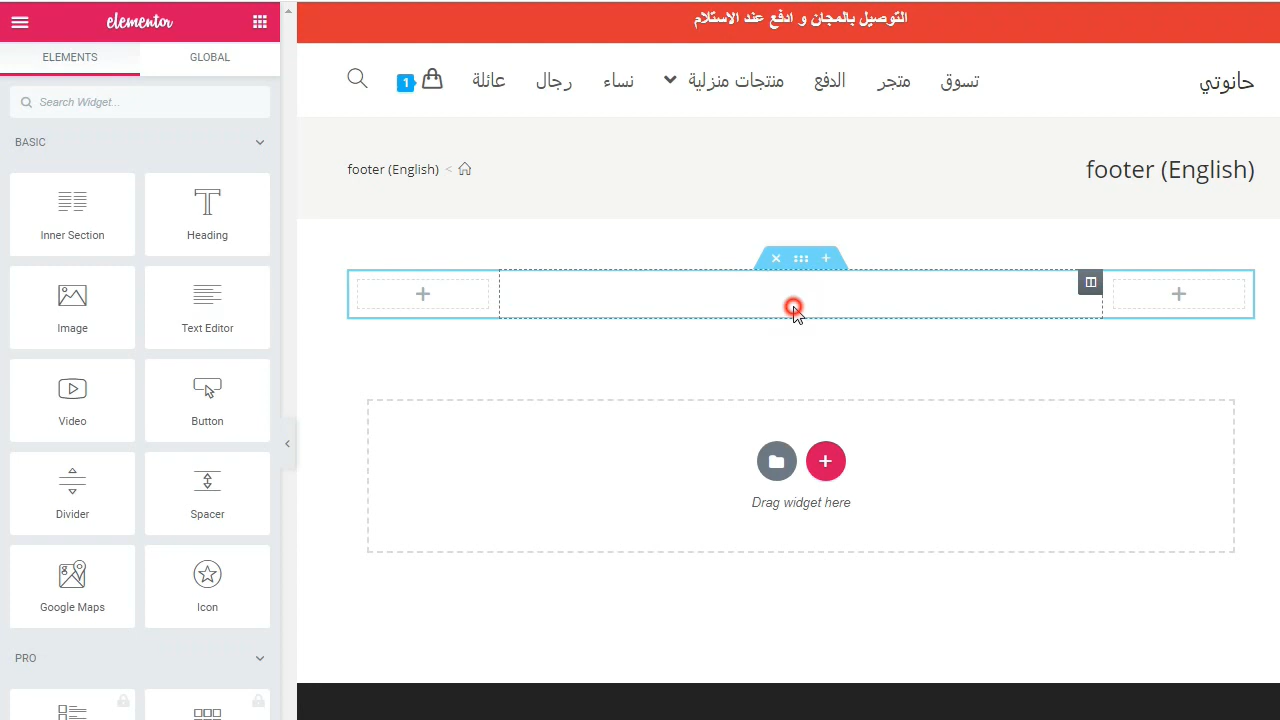 elementor
ELEMENTS
GLOBAL
Search Widget...
BASIC
Inner Section
Heading
Image
Text Editor
Video
Button
Divider
Spacer
Google Maps
Icon
PRO
التوصيل بالمجان و ادفع عند الاستلام
حانوتي
تسوق
متجر
الدفع
منتجات منزلية
نساء
رجال
عائلة
1
footer (English)
footer (English) <
Drag widget here